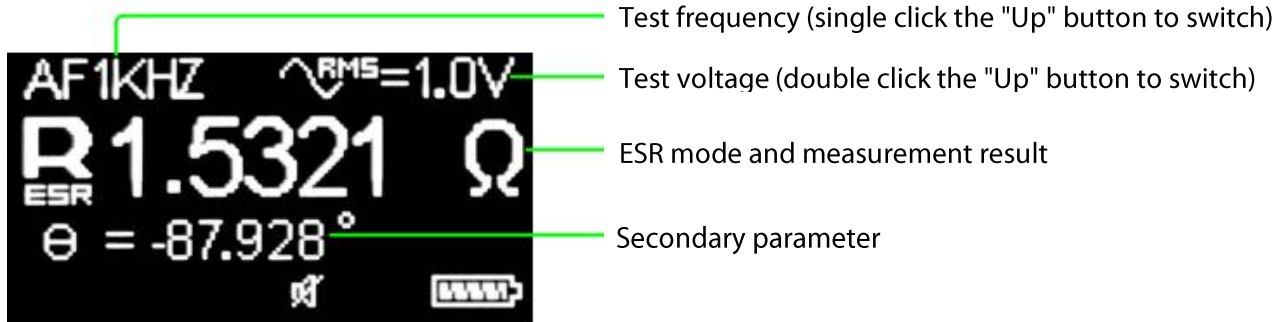 Test frequency (single click the "Up" button to switch)
AF1KHZ RMS=1.0V
Test voltage (double click the "Up" button to switch)
R ESR 1.5321 Ω
ESR mode and measurement result
θ = -87.928°
Secondary parameter